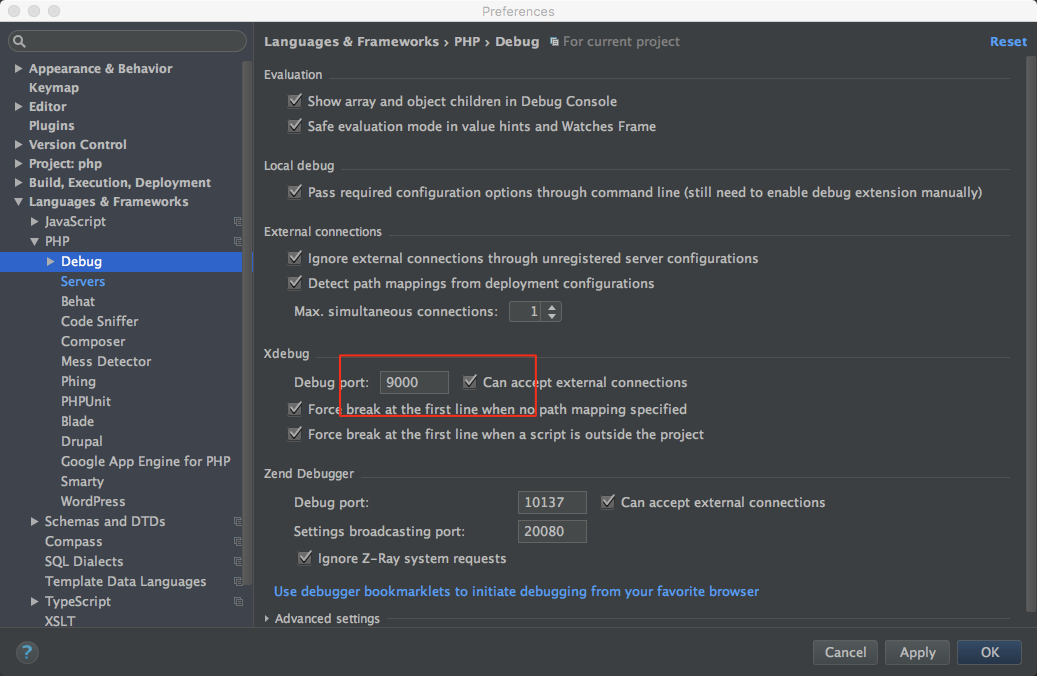 Preferences
Appearance & Behavior
Keymap
Editor
Plugins
Version Control
Project: php
Build, Execution, Deployment
Languages & Frameworks
JavaScript
PHP
Debug
Servers
Behat
Code Sniffer
Composer
Mess Detector
Phing
PHPUnit
Blade
Drupal
Google App Engine for PHP
Smarty
WordPress
Schemas and DTDs
Compass
SQL Dialects
Template Data Languages
TypeScript
XSLT
Languages & Frameworks › PHP › Debug For current project Reset
Evaluation
Show array and object children in Debug Console
Safe evaluation mode in value hints and Watches Frame
Local debug
Pass required configuration options through command line (still need to enable debug extension manually)
External connections
Ignore external connections through unregistered server configurations
Detect path mappings from deployment configurations
Max. simultaneous connections: 1
Xdebug
Debug port: 9000 Can accept external connections
Force break at the first line when no path mapping specified
Force break at the first line when a script is outside the project
Zend Debugger
Debug port: 10137 Can accept external connections
Settings broadcasting port: 20080
Ignore Z-Ray system requests
Use debugger bookmarklets to initiate debugging from your favorite browser
Advanced settings
? Cancel Apply OK